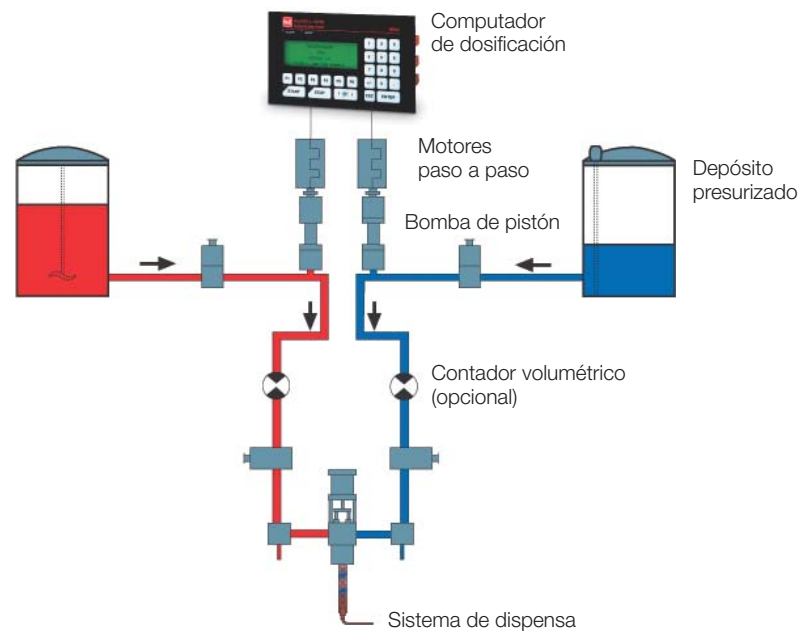 Computador
de dosificación
Motores
paso a paso
Depósito
presurizado
Bomba de pistón
Contador volumétrico
(opcional)
Sistema de dispensa